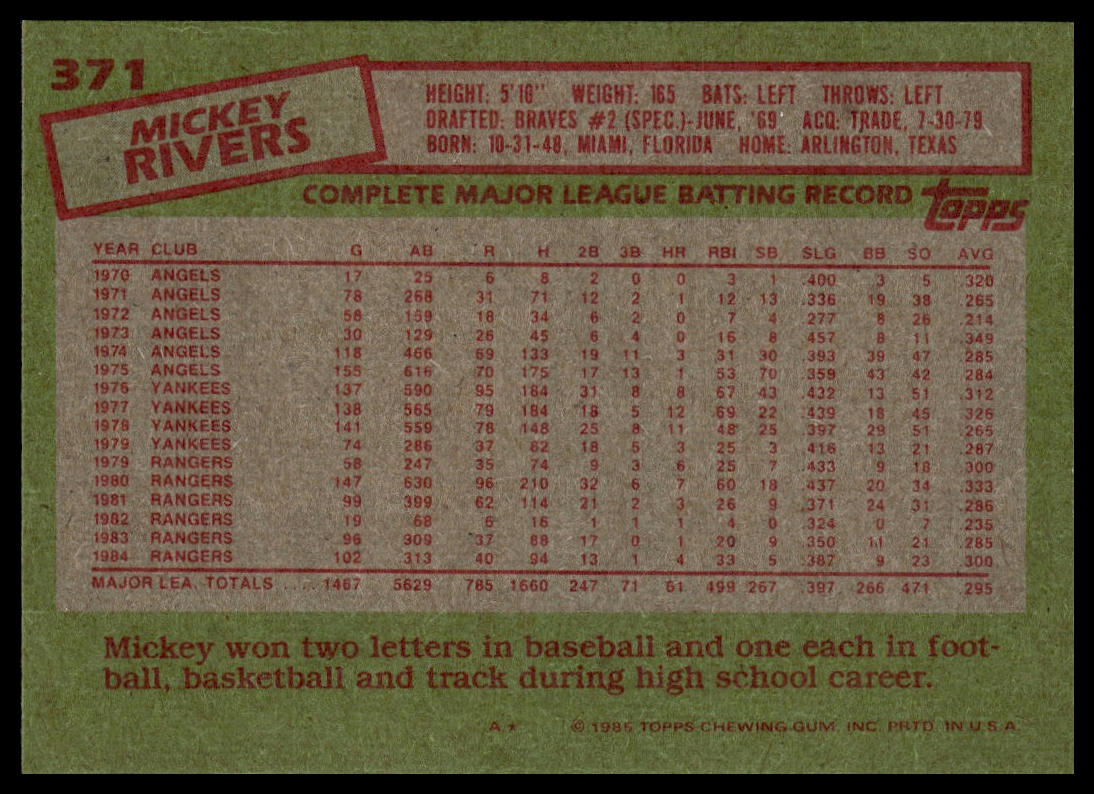 371
MICKEY
RIVERS
HEIGHT: 5'10" WEIGHT: 165 BATS: LEFT THROWS: LEFT
DRAFTED: BRAVES #2 (SPEC.)-JUNE, '69 ACQ: TRADE, 7-30-79
BORN: 10-31-48, MIAMI, FLORIDA HOME: ARLINGTON, TEXAS
COMPLETE MAJOR LEAGUE BATTING RECORD topps
YEAR CLUB G AB R H 2B 3B HR RBI SB SLG BB SO AVG
1970 ANGELS 17 25 6 8 2 0 0 3 1 .400 3 5 .320
1971 ANGELS 78 268 31 71 12 2 1 12 13 .336 19 38 .265
1972 ANGELS 58 159 18 34 6 2 0 7 4 .277 8 26 .214
1973 ANGELS 30 129 26 45 6 4 0 16 8 .457 8 11 .349
1974 ANGELS 118 466 69 133 19 11 3 31 30 .393 39 47 .285
1975 ANGELS 155 616 70 175 17 13 1 53 70 .359 43 42 .284
1976 YANKEES 137 590 95 184 31 8 8 67 43 .432 13 51 .312
1977 YANKEES 138 565 79 184 18 5 12 69 22 .439 18 45 .326
1978 YANKEES 141 559 78 148 25 8 11 48 25 .397 29 51 .265
1979 YANKEES 74 286 37 82 18 5 3 25 3 .416 13 21 .287
1979 RANGERS 58 247 35 74 9 3 6 25 7 .433 9 18 .300
1980 RANGERS 147 630 96 210 32 6 7 60 18 .437 20 34 .333
1981 RANGERS 99 399 62 114 21 2 3 26 9 .371 24 31 .286
1982 RANGERS 19 68 6 16 1 1 1 4 0 .324 0 7 .235
1983 RANGERS 96 309 37 88 17 0 1 20 9 .350 11 21 .285
1984 RANGERS 102 313 40 94 13 1 4 33 5 .387 9 23 .300
MAJOR LEA. TOTALS .... 1467 5629 785 1660 247 71 61 499 267 .397 266 471 .295
Mickey won two letters in baseball and one each in foot-
ball, basketball and track during high school career.
A* © 1985 TOPPS CHEWING GUM, INC. PRTD. IN U.S.A.